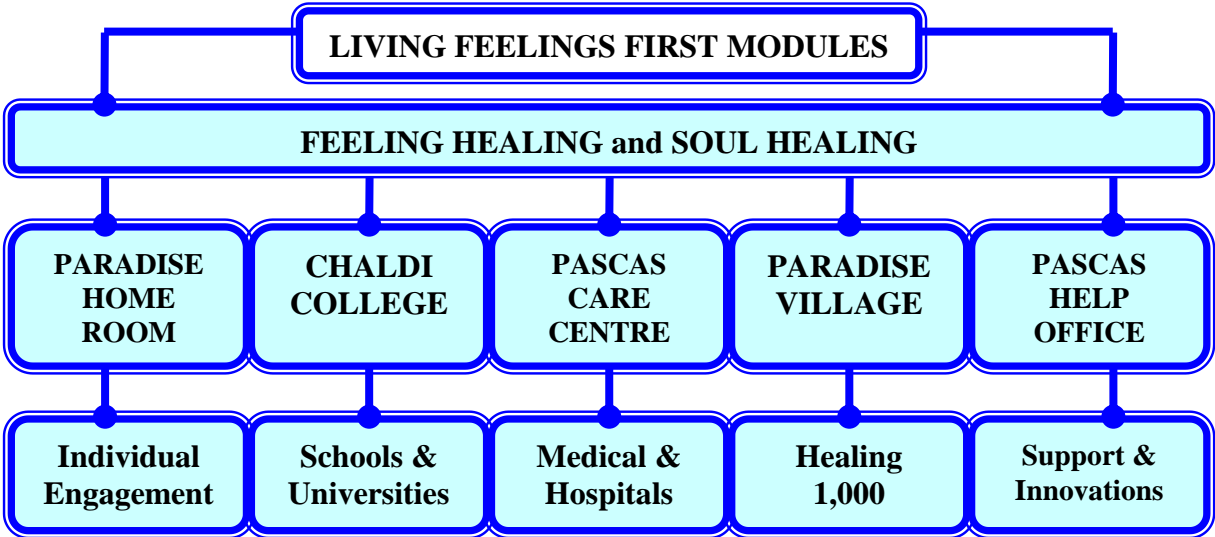 LIVING FEELINGS FIRST MODULES
FEELING HEALING and SOUL HEALING
PARADISE
HOME
ROOM
CHALDI
COLLEGE
PASCAS
CARE
CENTRE
PARADISE
VILLAGE
PASCAS
HELP
OFFICE
Individual
Engagement
Schools &
Universities
Medical &
Hospitals
Healing
1,000
Support &
Innovations